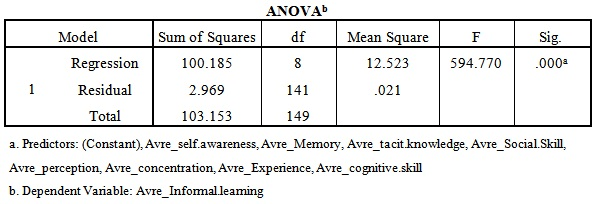 ANOVAb
Model Sum of Squares df Mean Square F Sig.
1 Regression 100.185 8 12.523 594.770 .000a
Residual 2.969 141 .021
Total 103.153 149
a. Predictors: (Constant), Avre_self.awareness, Avre_Memory, Avre_tacit.knowledge, Avre_Social.Skill,
Avre_perception, Avre_concentration, Avre_Experience, Avre_cognitive.skill
b. Dependent Variable: Avre_Informal.learning